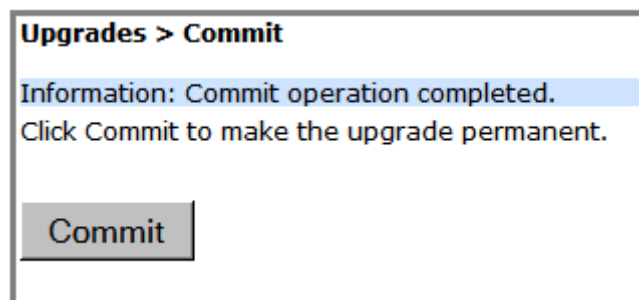 Upgrades > Commit
Information: Commit operation completed.
Click Commit to make the upgrade permanent.
Commit